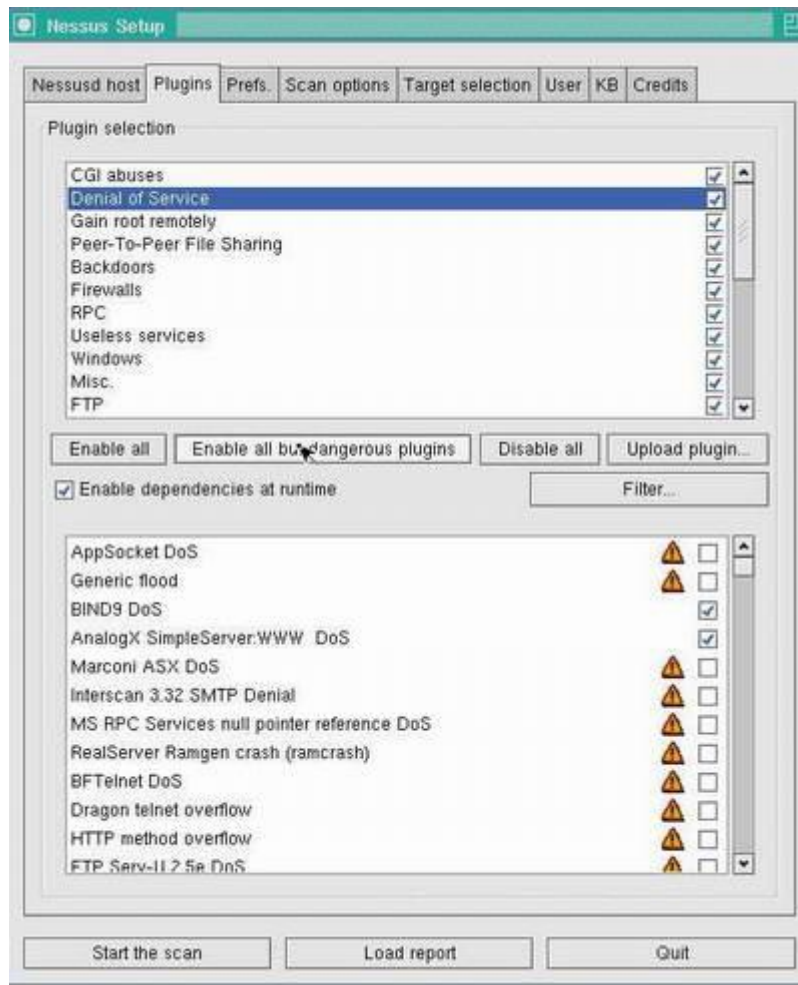 Nessus Setup
Nessusd host Plugins Prefs. Scan options Target selection User KB Credits
Plugin selection
CGI abuses
Denial of Service
Gain root remotely
Peer-To-Peer File Sharing
Backdoors
Firewalls
RPC
Useless services
Windows
Misc.
FTP
Enable all Enable all but dangerous plugins Disable all Upload plugin...
Enable dependencies at runtime Filter...
AppSocket DoS
Generic flood
BIND9 DoS
AnalogX SimpleServer:WWW DoS
Marconi ASX DoS
Interscan 3.32 SMTP Denial
MS RPC Services null pointer reference DoS
RealServer Ramgen crash (ramcrash)
BFTelnet DoS
Dragon telnet overflow
HTTP method overflow
FTP Serv-U 2.5e DoS
Start the scan Load report Quit